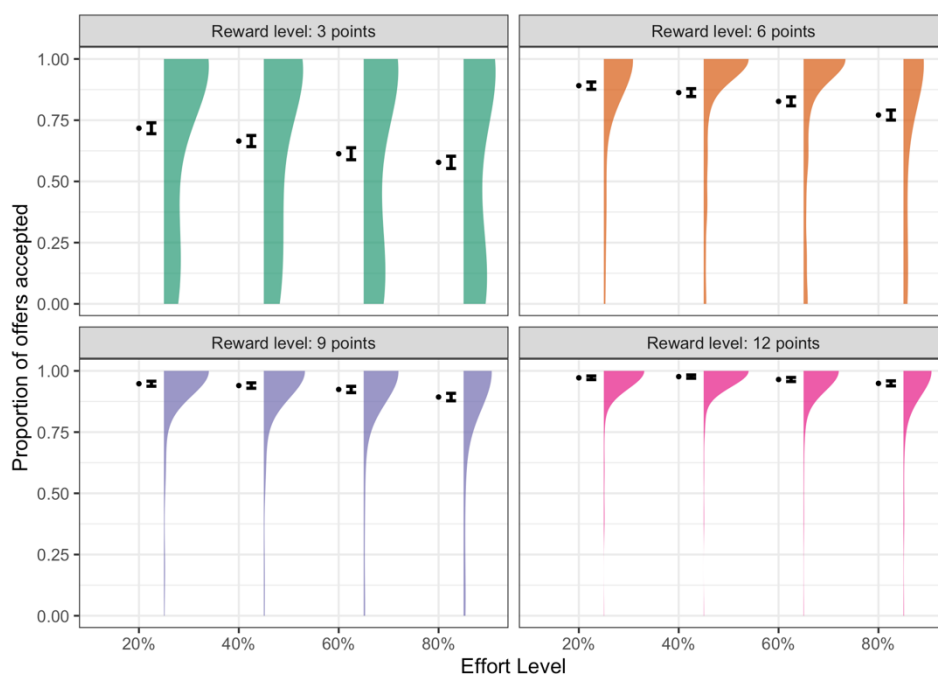 Reward level: 3 points
Reward level: 6 points
1.00
0.75
0.50
0.25
0.00
Reward level: 9 points
Reward level: 12 points
1.00
0.75
0.50
0.25
0.00
20% 40% 60% 80%
20% 40% 60% 80%
Effort Level
Proportion of offers accepted